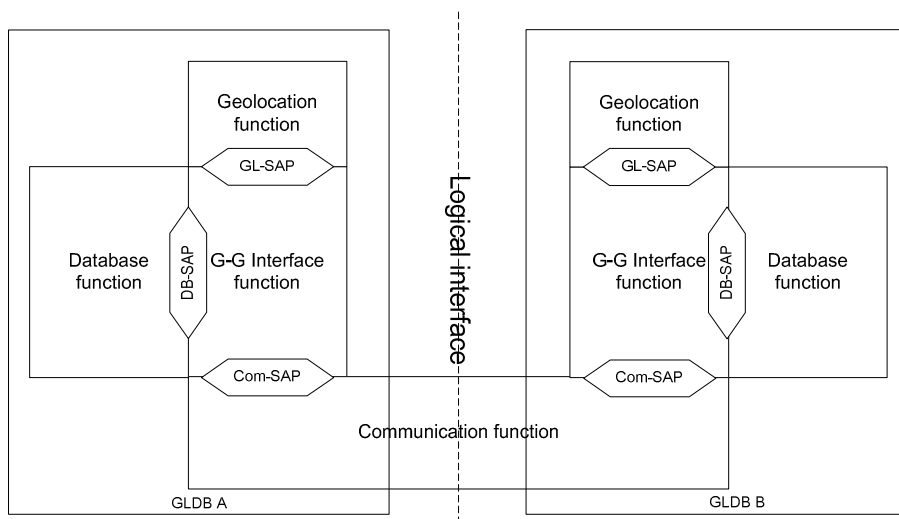 Geolocation
function
GL-SAP
Database
function
DB-SAP
G-G Interface
function
Com-SAP
GLDB A
Logical interface
Communication function
Geolocation
function
GL-SAP
G-G Interface
function
DB-SAP
Database
function
Com-SAP
GLDB B